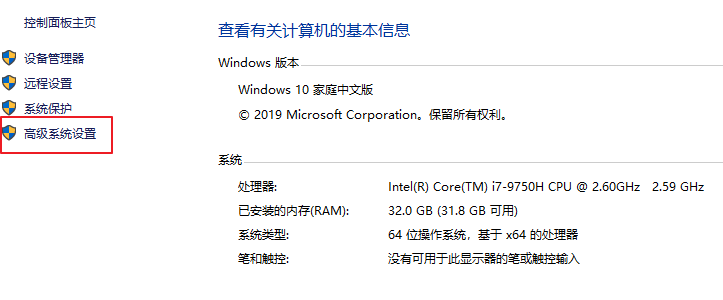 控制面板主页
设备管理器
远程设置
系统保护
高级系统设置
查看有关计算机的基本信息
Windows 版本
Windows 10 家庭中文版
© 2019 Microsoft Corporation。保留所有权利。
系统
处理器: Intel(R) Core(TM) i7-9750H CPU @ 2.60GHz 2.59 GHz
已安装的内存(RAM): 32.0 GB (31.8 GB 可用)
系统类型: 64 位操作系统，基于 x64 的处理器
笔和触控: 没有可用于此显示器的笔或触控输入